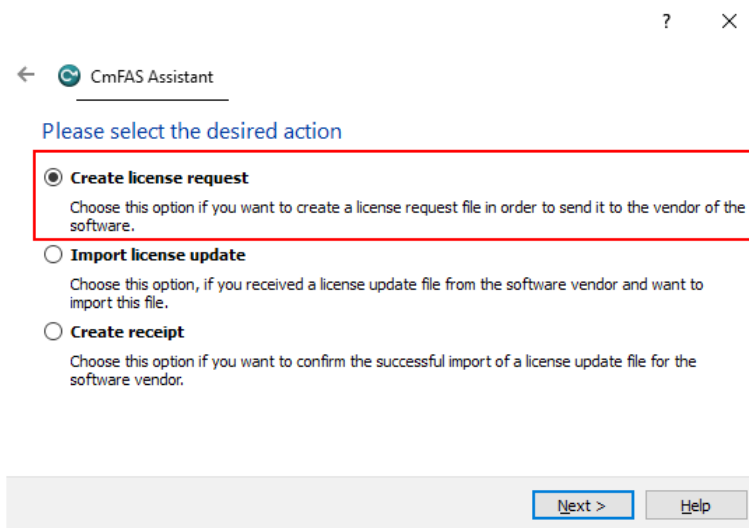 ?
CmFAS Assistant
Please select the desired action
Create license request
Choose this option if you want to create a license request file in order to send it to the vendor of the
software.
Import license update
Choose this option, if you received a license update file from the software vendor and want to
import this file.
Create receipt
Choose this option if you want to confirm the successful import of a license update file for the
software vendor.
Next > Help